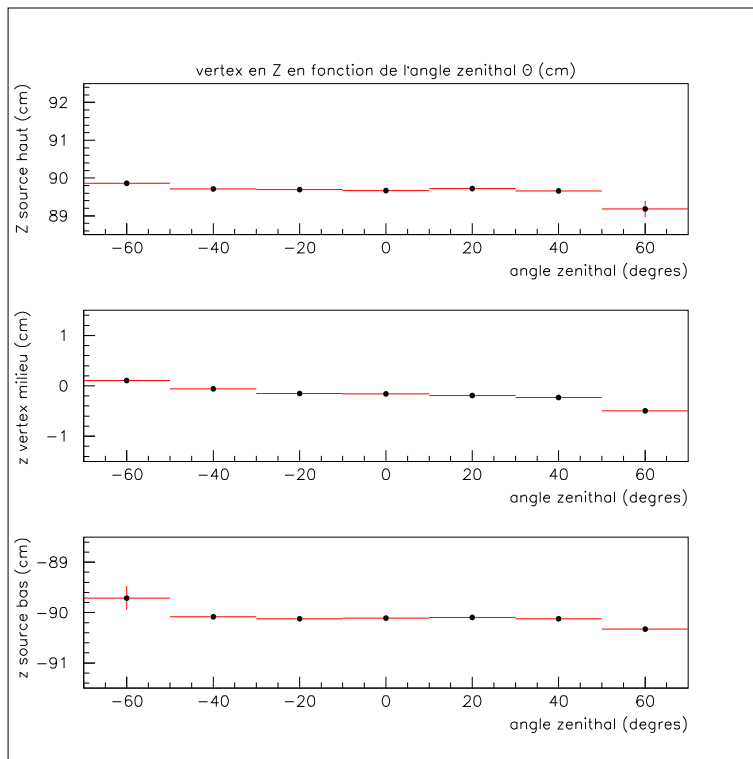 vertex en Z en fonction de l'angle zenithal Θ (cm)
Z source haut (cm)
92
91
90
89
−60 −40 −20 0 20 40 60
angle zenithal (degres)
z vertex milieu (cm)
1
0
−1
−60 −40 −20 0 20 40 60
angle zenithal (degres)
z source bas (cm)
−89
−90
−91
−60 −40 −20 0 20 40 60
angle zenithal (degres)